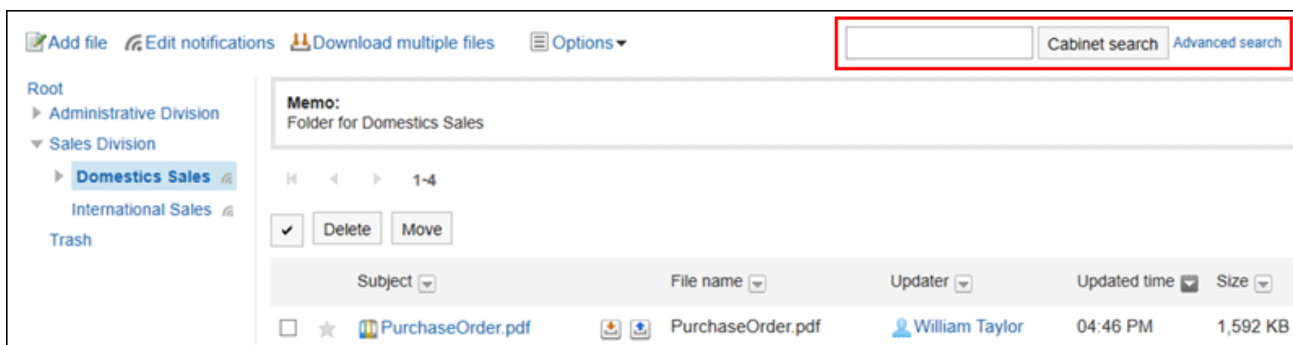 Add file Edit notifications Download multiple files Options Cabinet search Advanced search
Root
Administrative Division
Sales Division
Domestics Sales
International Sales
Trash
Memo:
Folder for Domestics Sales
1-4
Delete Move
Subject File name Updater Updated time Size
PurchaseOrder.pdf PurchaseOrder.pdf William Taylor 04:46 PM 1,592 KB